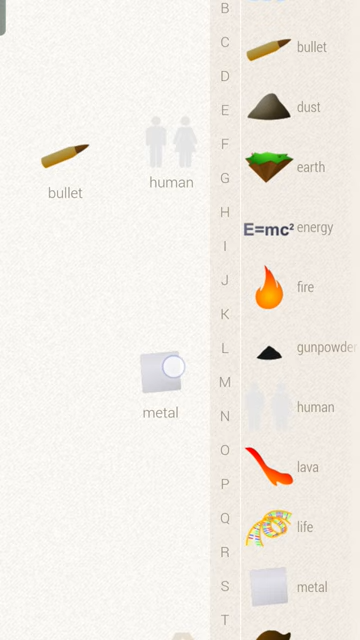 bullet
human
metal
B
C
D
E
F
G
H
I
J
K
L
M
N
O
P
Q
R
S
T
bullet
dust
earth
E=mc² energy
fire
gunpowder
human
lava
life
metal